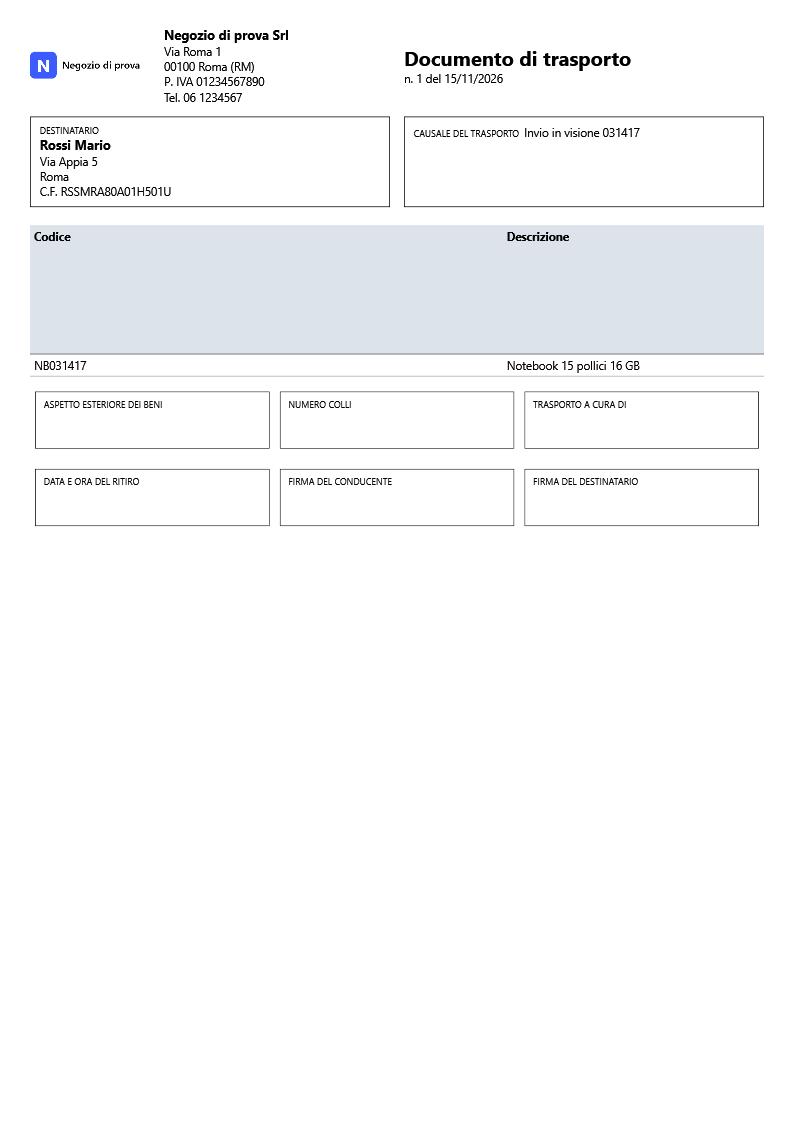 N Negozio di prova
Negozio di prova Srl
Via Roma 1
00100 Roma (RM)
P. IVA 01234567890
Tel. 06 1234567
Documento di trasporto
n. 1 del 15/11/2026
DESTINATARIO
Rossi Mario
Via Appia 5
Roma
C.F. RSSMRA80A01H501U
CAUSALE DEL TRASPORTO Invio in visione 031417
Codice Descrizione
NB031417 Notebook 15 pollici 16 GB
ASPETTO ESTERIORE DEI BENI NUMERO COLLI TRASPORTO A CURA DI
DATA E ORA DEL RITIRO FIRMA DEL CONDUCENTE FIRMA DEL DESTINATARIO